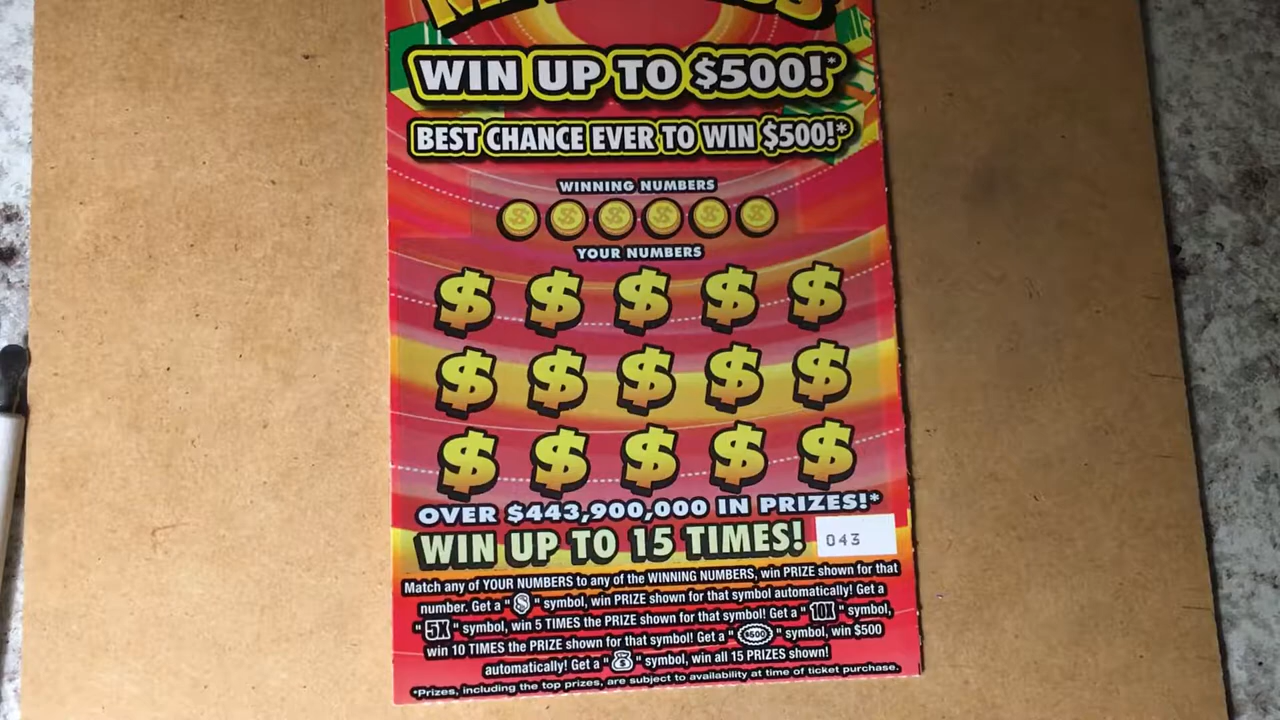 WIN UP TO $500!*
BEST CHANCE EVER TO WIN $500!*
WINNING NUMBERS
YOUR NUMBERS
OVER $443,900,000 IN PRIZES!*
WIN UP TO 15 TIMES!
043
Match any of YOUR NUMBERS to any of the WINNING NUMBERS, win PRIZE shown for that
number. Get a "$" symbol, win PRIZE shown for that symbol automatically! Get a
"5X" symbol, win 5 TIMES the PRIZE shown for that symbol! Get a "10X" symbol,
win 10 TIMES the PRIZE shown for that symbol! Get a "$500" symbol, win $500
automatically! Get a "$" symbol, win all 15 PRIZES shown!
*Prizes, including the top prizes, are subject to availability at time of ticket purchase.